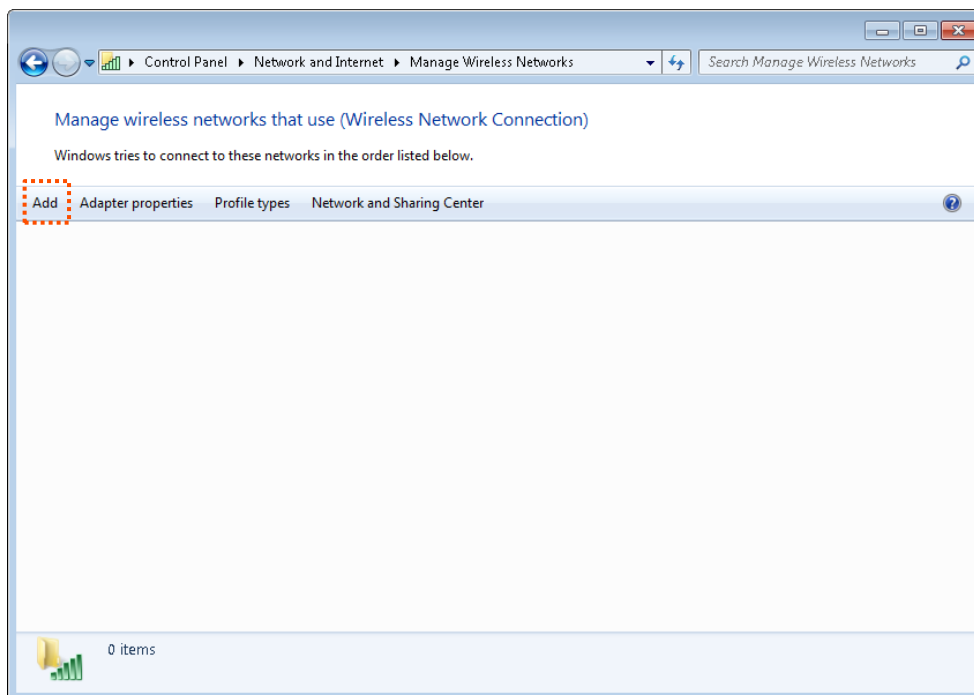 Control Panel Network and Internet Manage Wireless Networks Search Manage Wireless Networks
Manage wireless networks that use (Wireless Network Connection)
Windows tries to connect to these networks in the order listed below.
Add Adapter properties Profile types Network and Sharing Center ?
0 items